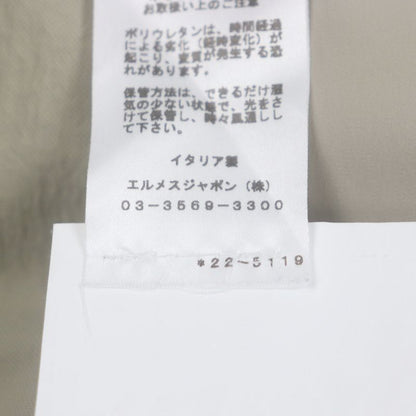 お取扱い上のご注意
ポリウレタンは、時間経過
による劣化（経時変化）が
起こり、変質が発生する恐
れがあります。
保管方法は、できるだけ湿
気の少ない状態で、光をさ
けて保管し、時々風通しし
て下さい。
イタリア製
エルメスジャポン（株）
03-3569-3300
*22-5119